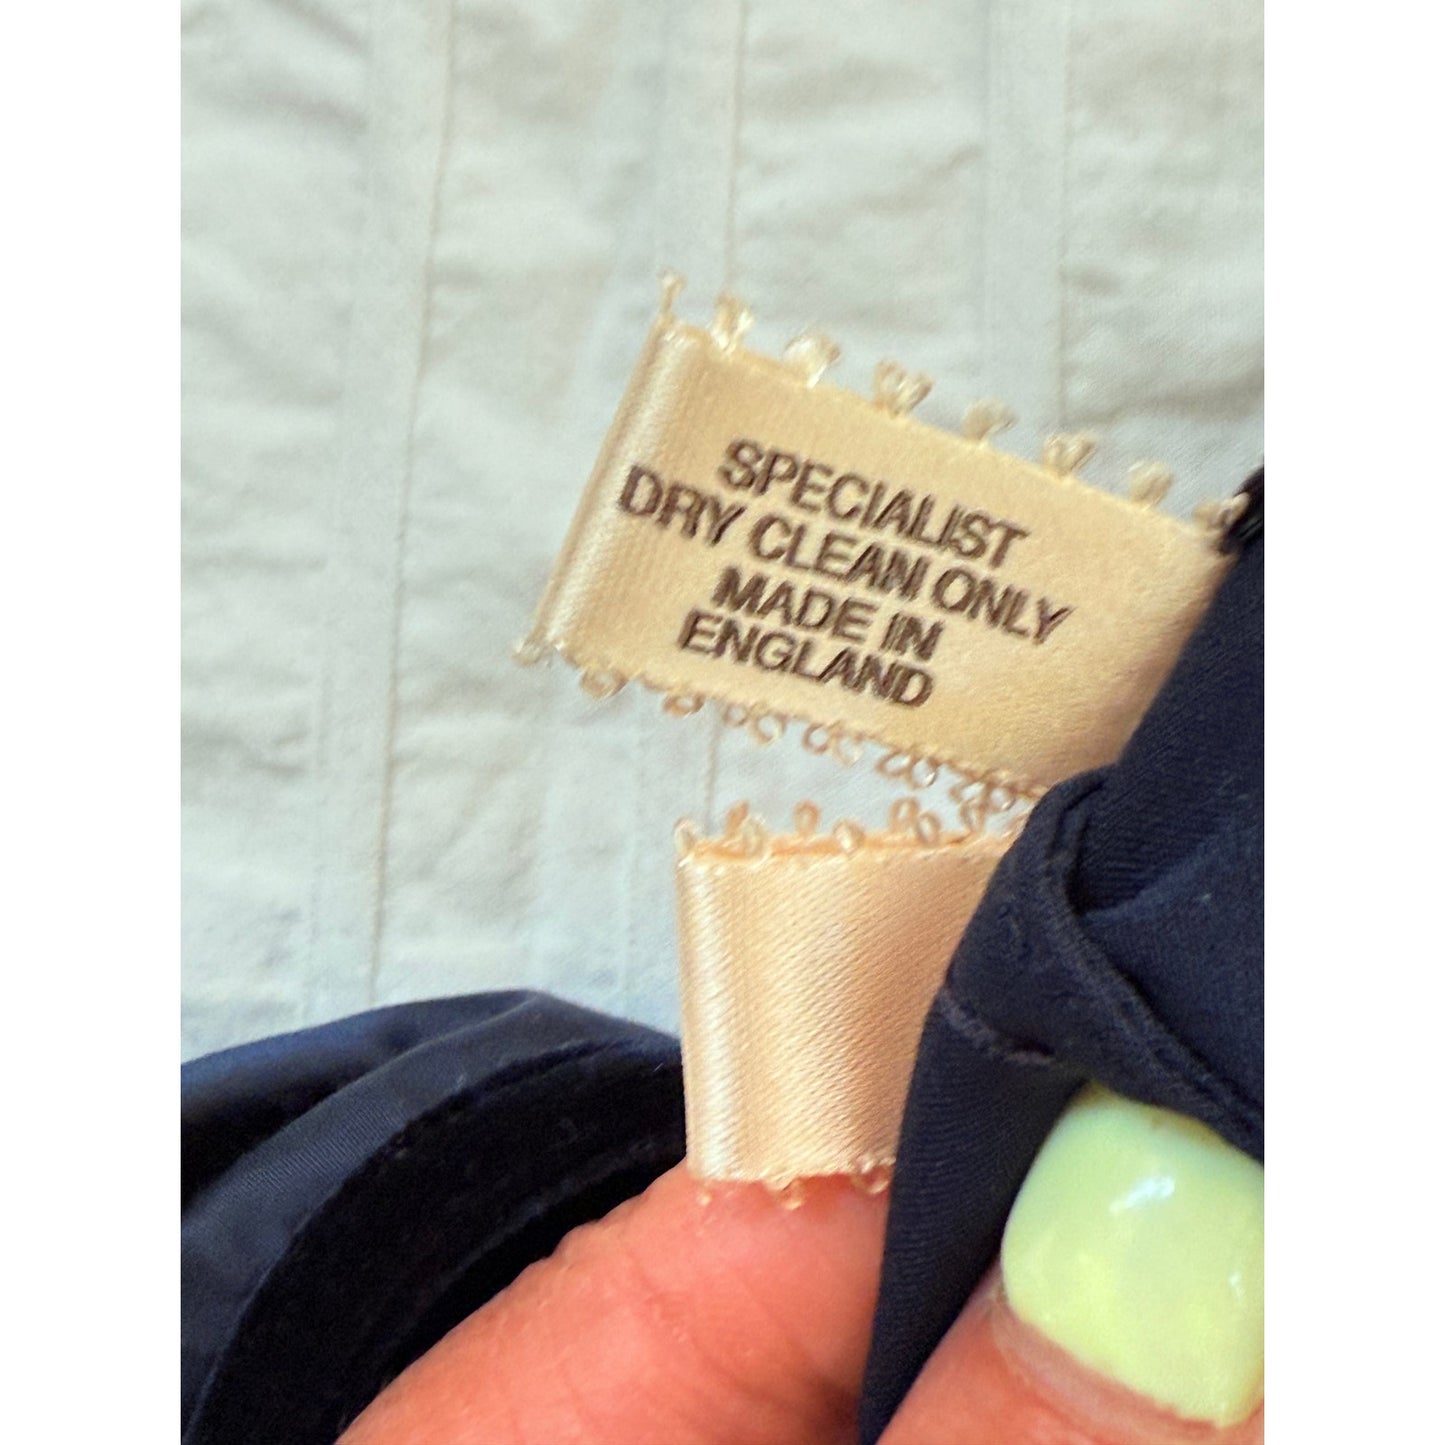 SPECIALIST
DRY CLEAN ONLY
MADE IN
ENGLAND